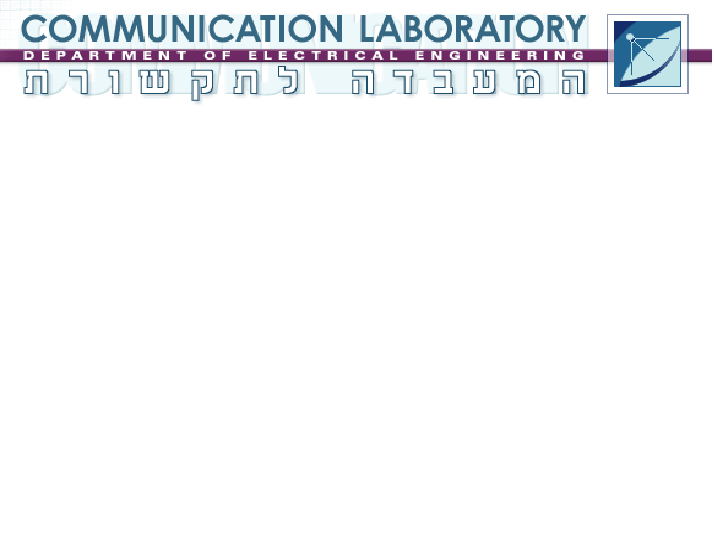 COMMUNICATION LABORATORY
DEPARTMENT OF ELECTRICAL ENGINEERING
המעבדה לתקשורת